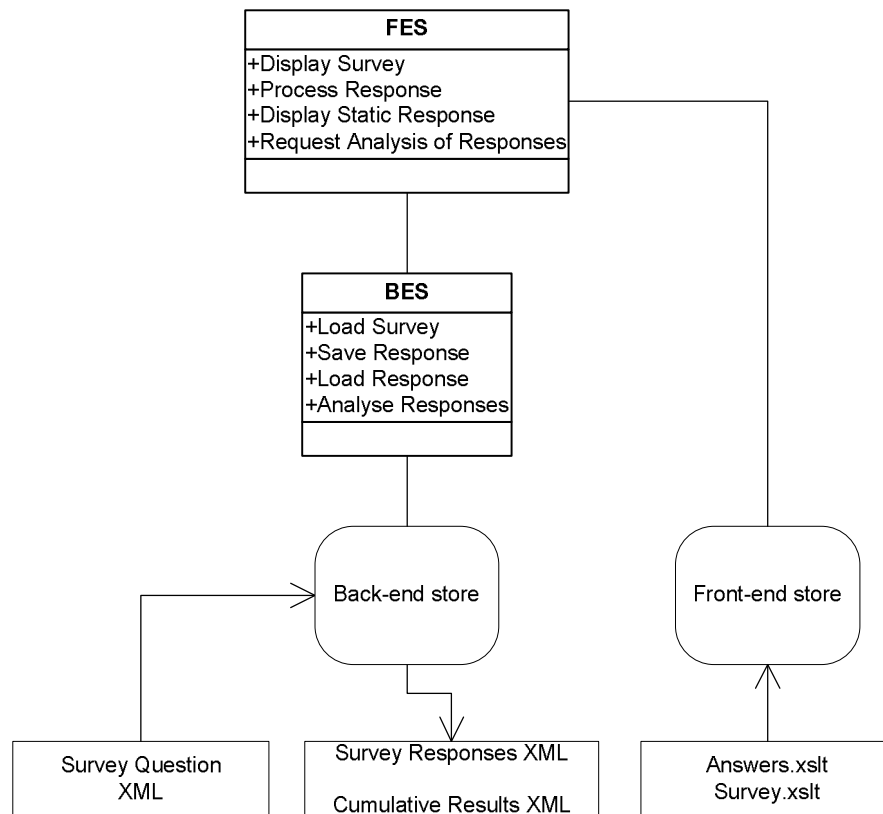 FES
+Display Survey
+Process Response
+Display Static Response
+Request Analysis of Responses
BES
+Load Survey
+Save Response
+Load Response
+Analyse Responses
Back-end store
Front-end store
Survey Question
XML
Survey Responses XML
Cumulative Results XML
Answers.xslt
Survey.xslt